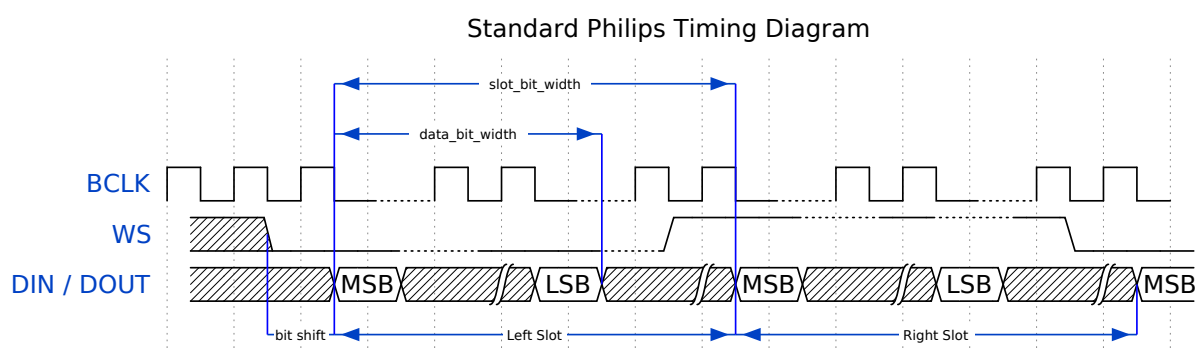 Standard Philips Timing Diagram
slot_bit_width
data_bit_width
BCLK
WS
DIN / DOUT
MSB
LSB
MSB
LSB
MSB
bit shift
Left Slot
Right Slot